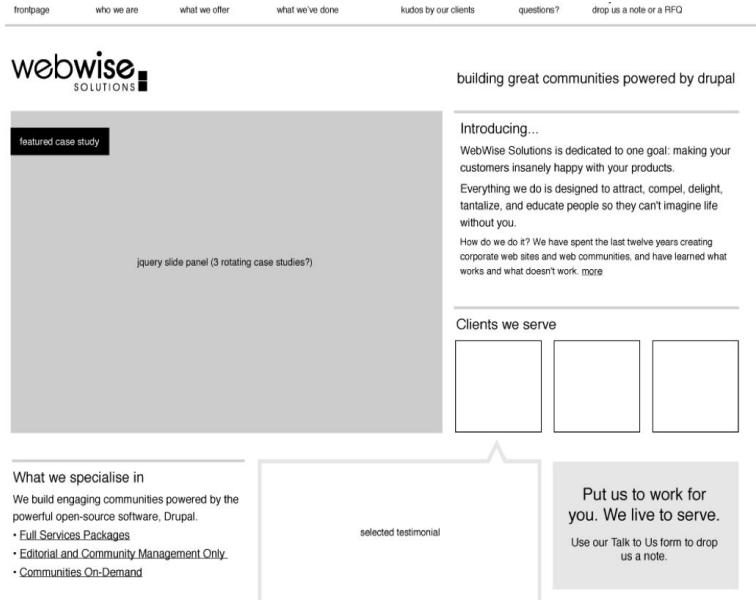 frontpage who we are what we offer what we've done kudos by our clients questions? drop us a note or a RFQ
webwise
SOLUTIONS
building great communities powered by drupal
featured case study
jquery slide panel (3 rotating case studies?)
Introducing...
WebWise Solutions is dedicated to one goal: making your
customers insanely happy with your products.
Everything we do is designed to attract, compel, delight,
tantalize, and educate people so they can't imagine life
without you.
How do we do it? We have spent the last twelve years creating
corporate web sites and web communities, and have learned what
works and what doesn't work. more
Clients we serve
What we specialise in
We build engaging communities powered by the
powerful open-source software, Drupal.
• Full Services Packages
• Editorial and Community Management Only
• Communities On-Demand
selected testimonial
Put us to work for
you. We live to serve.
Use our Talk to Us form to drop
us a note.